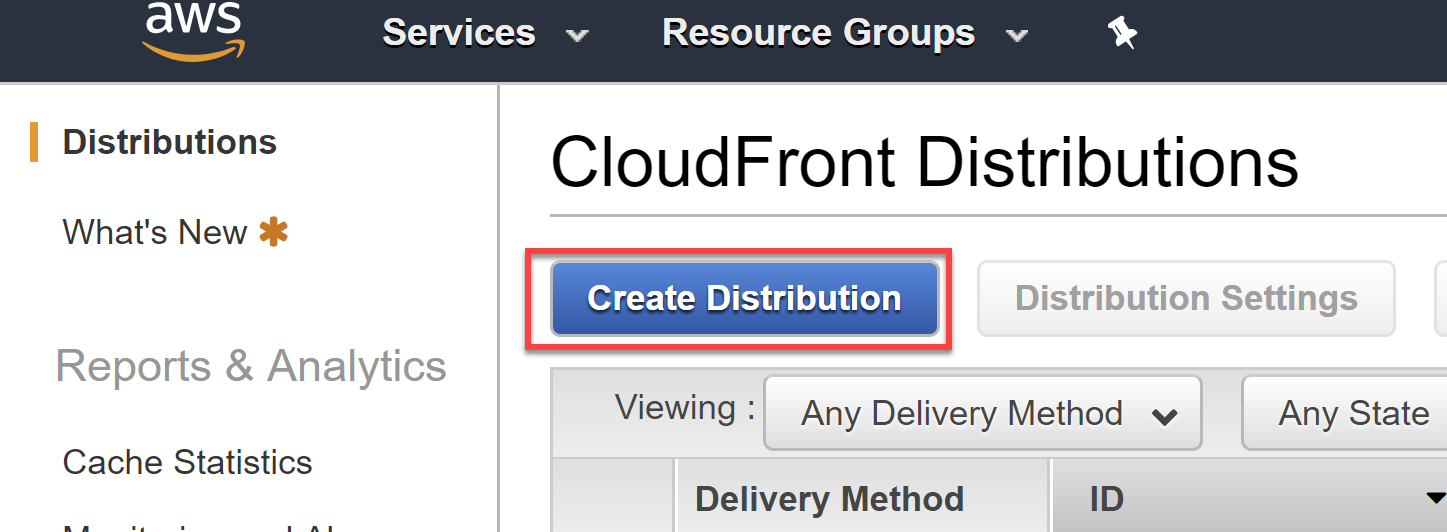 aws
Services
Resource Groups
Distributions
What's New
Reports & Analytics
Cache Statistics
CloudFront Distributions
Create Distribution
Distribution Settings
Viewing :
Any Delivery Method
Any State
Delivery Method
ID